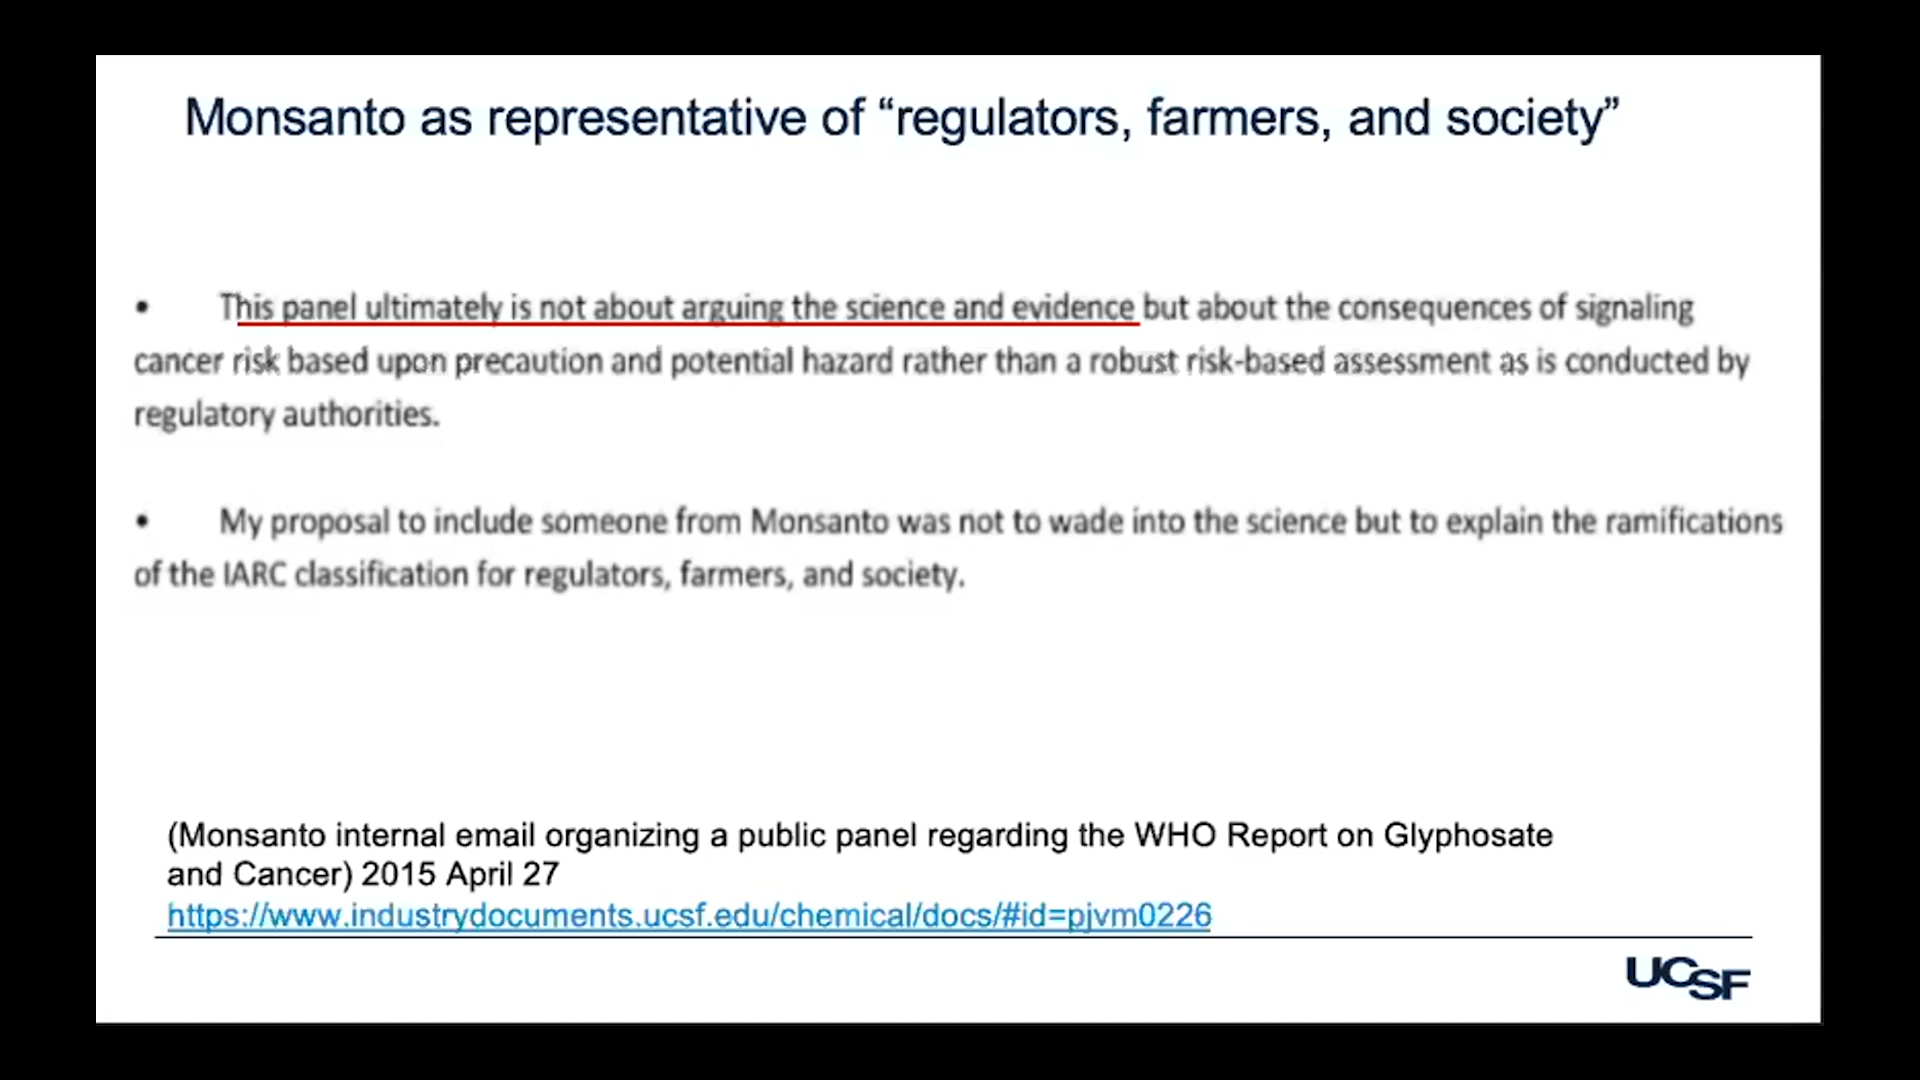 Monsanto as representative of “regulators, farmers, and society”
• This panel ultimately is not about arguing the science and evidence but about the consequences of signaling
cancer risk based upon precaution and potential hazard rather than a robust risk-based assessment as is conducted by
regulatory authorities.
• My proposal to include someone from Monsanto was not to wade into the science but to explain the ramifications
of the IARC classification for regulators, farmers, and society.
(Monsanto internal email organizing a public panel regarding the WHO Report on Glyphosate
and Cancer) 2015 April 27
https://www.industrydocuments.ucsf.edu/chemical/docs/#id=pjvm0226
UCSF